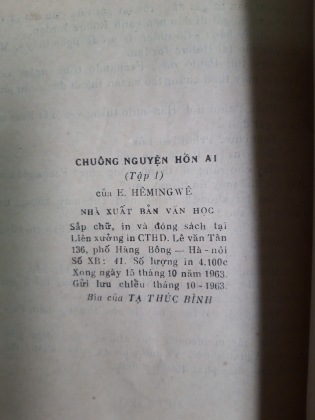 CHUÔNG NGUYỆN HỒN AI
(Tập I)
của E. HÊMINGWÊ
NHÀ XUẤT BẢN VĂN HỌC
Sắp chữ, in và đóng sách tại
Liên xưởng in CTHD. Lê văn Tân
136, phố Hàng Bông — Hà-nội
Số XB: 41. Số lượng in 4.100c
Xong ngày 15 tháng 10 năm 1963.
Gửi lưu chiểu tháng 10-1963.
Bìa của TẠ THÚC BÌNH